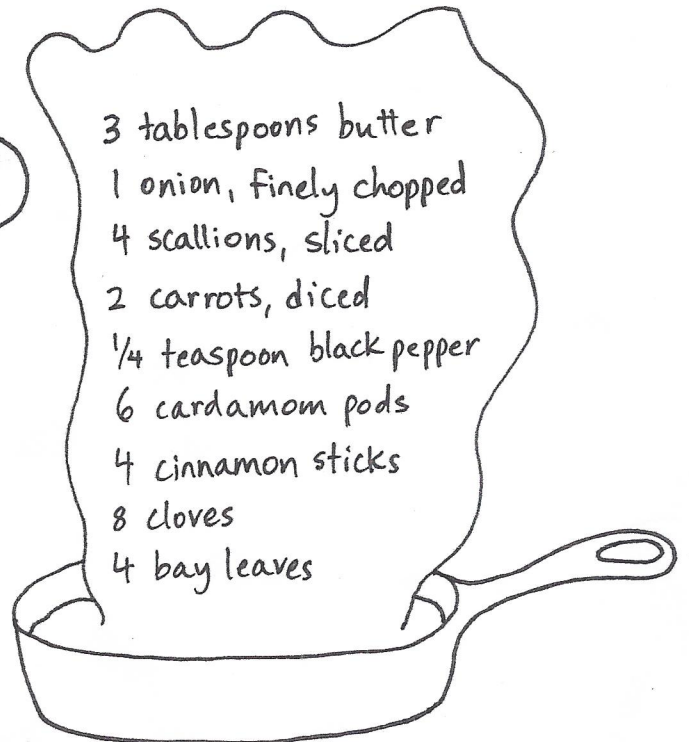 3 tablespoons butter
1 onion, finely chopped
4 scallions, sliced
2 carrots, diced
1/4 teaspoon black pepper
6 cardamom pods
4 cinnamon sticks
8 cloves
4 bay leaves